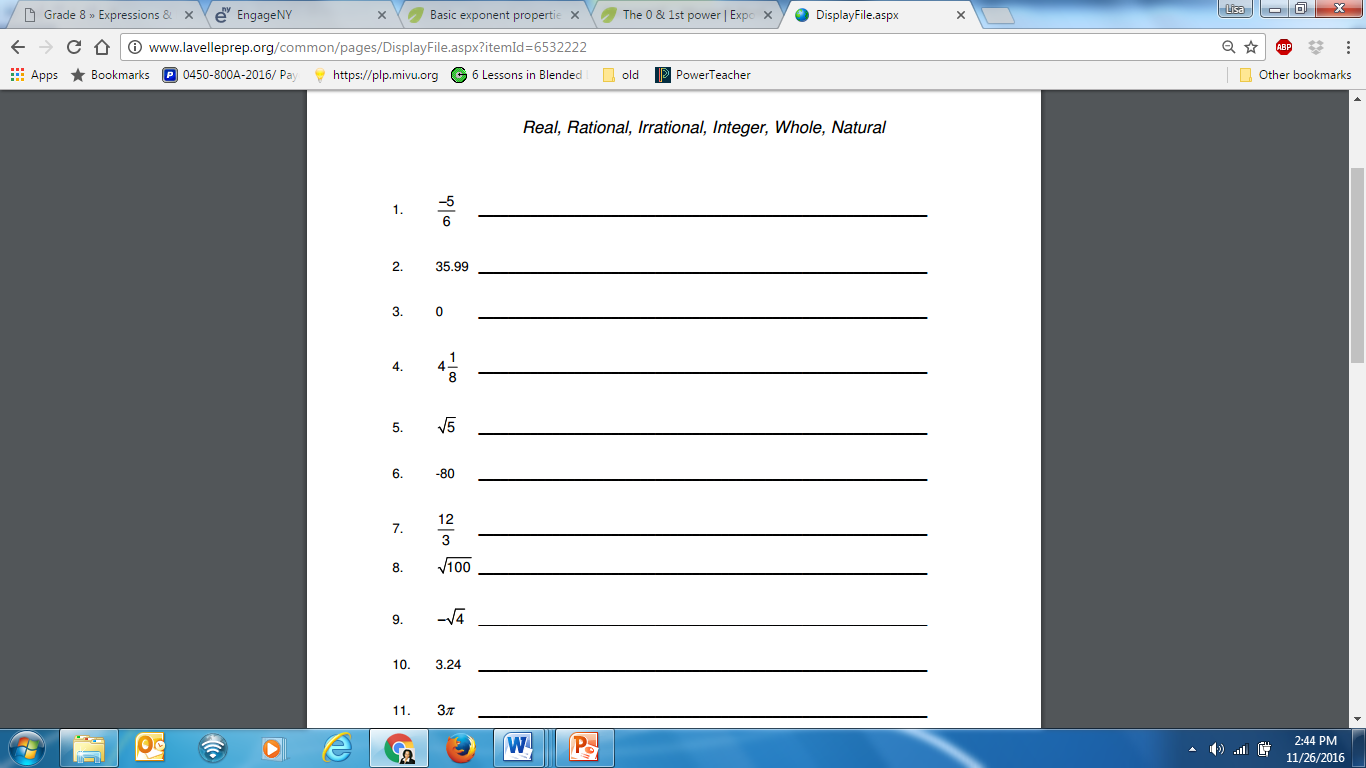 Grade 8 » Expressions &
EngageNY
Basic exponent propertie
The 0 & 1st power | Expo
DisplayFile.aspx
Lisa
www.lavelleprep.org/common/pages/DisplayFile.aspx?itemId=6532222
ABP
Apps
Bookmarks
0450-800A-2016/ Pay
https://plp.mivu.org
6 Lessons in Blended
old
PowerTeacher
Other bookmarks
Real, Rational, Irrational, Integer, Whole, Natural
1. –5/6
2. 35.99
3. 0
4. 4 1/8
5. √5
6. -80
7. 12/3
8. √100
9. –√4
10. 3.24
11. 3π
2:44 PM
11/26/2016